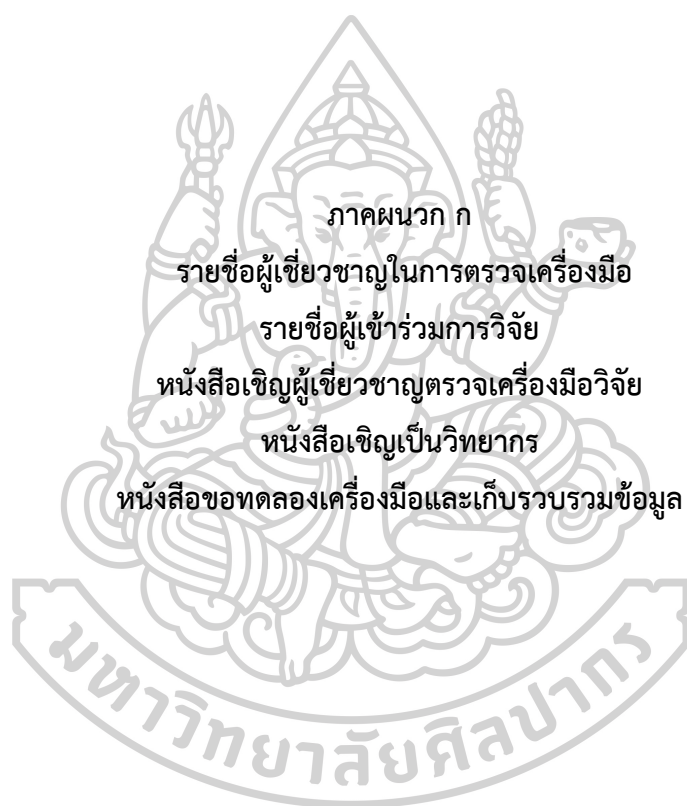 ภาคผนวก ก
รายชื่อผู้เชี่ยวชาญในการตรวจเครื่องมือ
รายชื่อผู้เข้าร่วมการวิจัย
หนังสือเชิญผู้เชี่ยวชาญตรวจเครื่องมือวิจัย
หนังสือเชิญเป็นวิทยากร
หนังสือขอทดลองเครื่องมือและเก็บรวบรวมข้อมูล
มหาวิทยาลัยศิลปากร